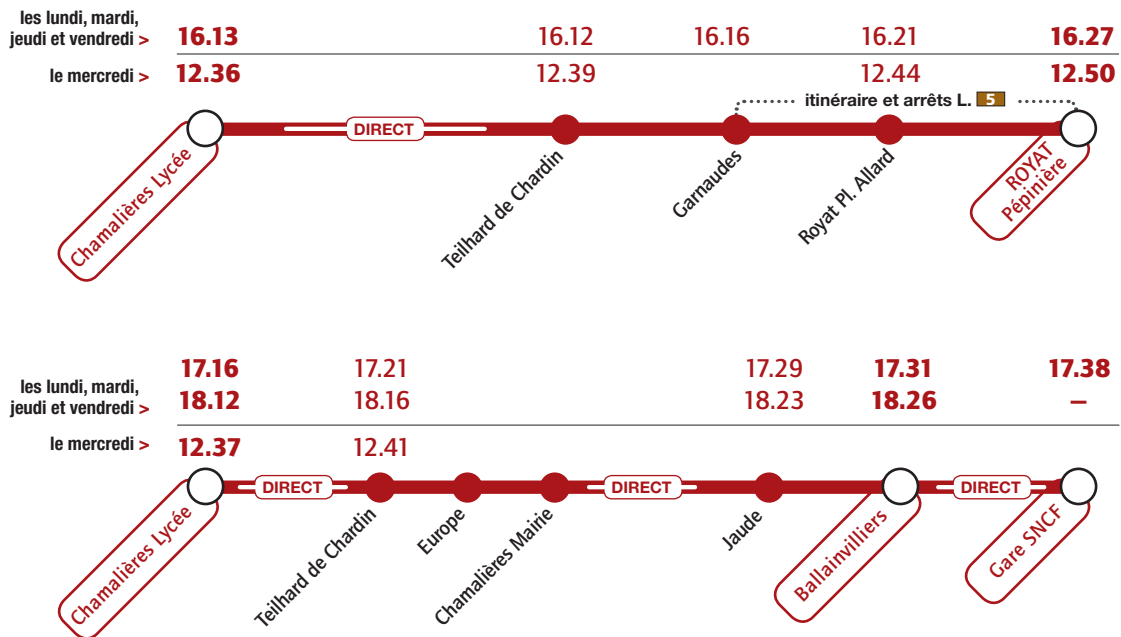 les lundi, mardi,
jeudi et vendredi > 16.13 16.12 16.16 16.21 16.27
le mercredi > 12.36 12.39 12.44 12.50
itinéraire et arrêts L. 5
DIRECT
Chamalières Lycée
Teilhard de Chardin
Garnaudes
Royat Pl. Allard
ROYAT
Pépinière
17.16 17.21 17.29 17.31 17.38
les lundi, mardi,
jeudi et vendredi > 18.12 18.16 18.23 18.26 –
le mercredi > 12.37 12.41
DIRECT DIRECT DIRECT
Chamalières Lycée
Teilhard de Chardin
Europe
Chamalières Mairie
Jaude
Ballainvilliers
Gare SNCF